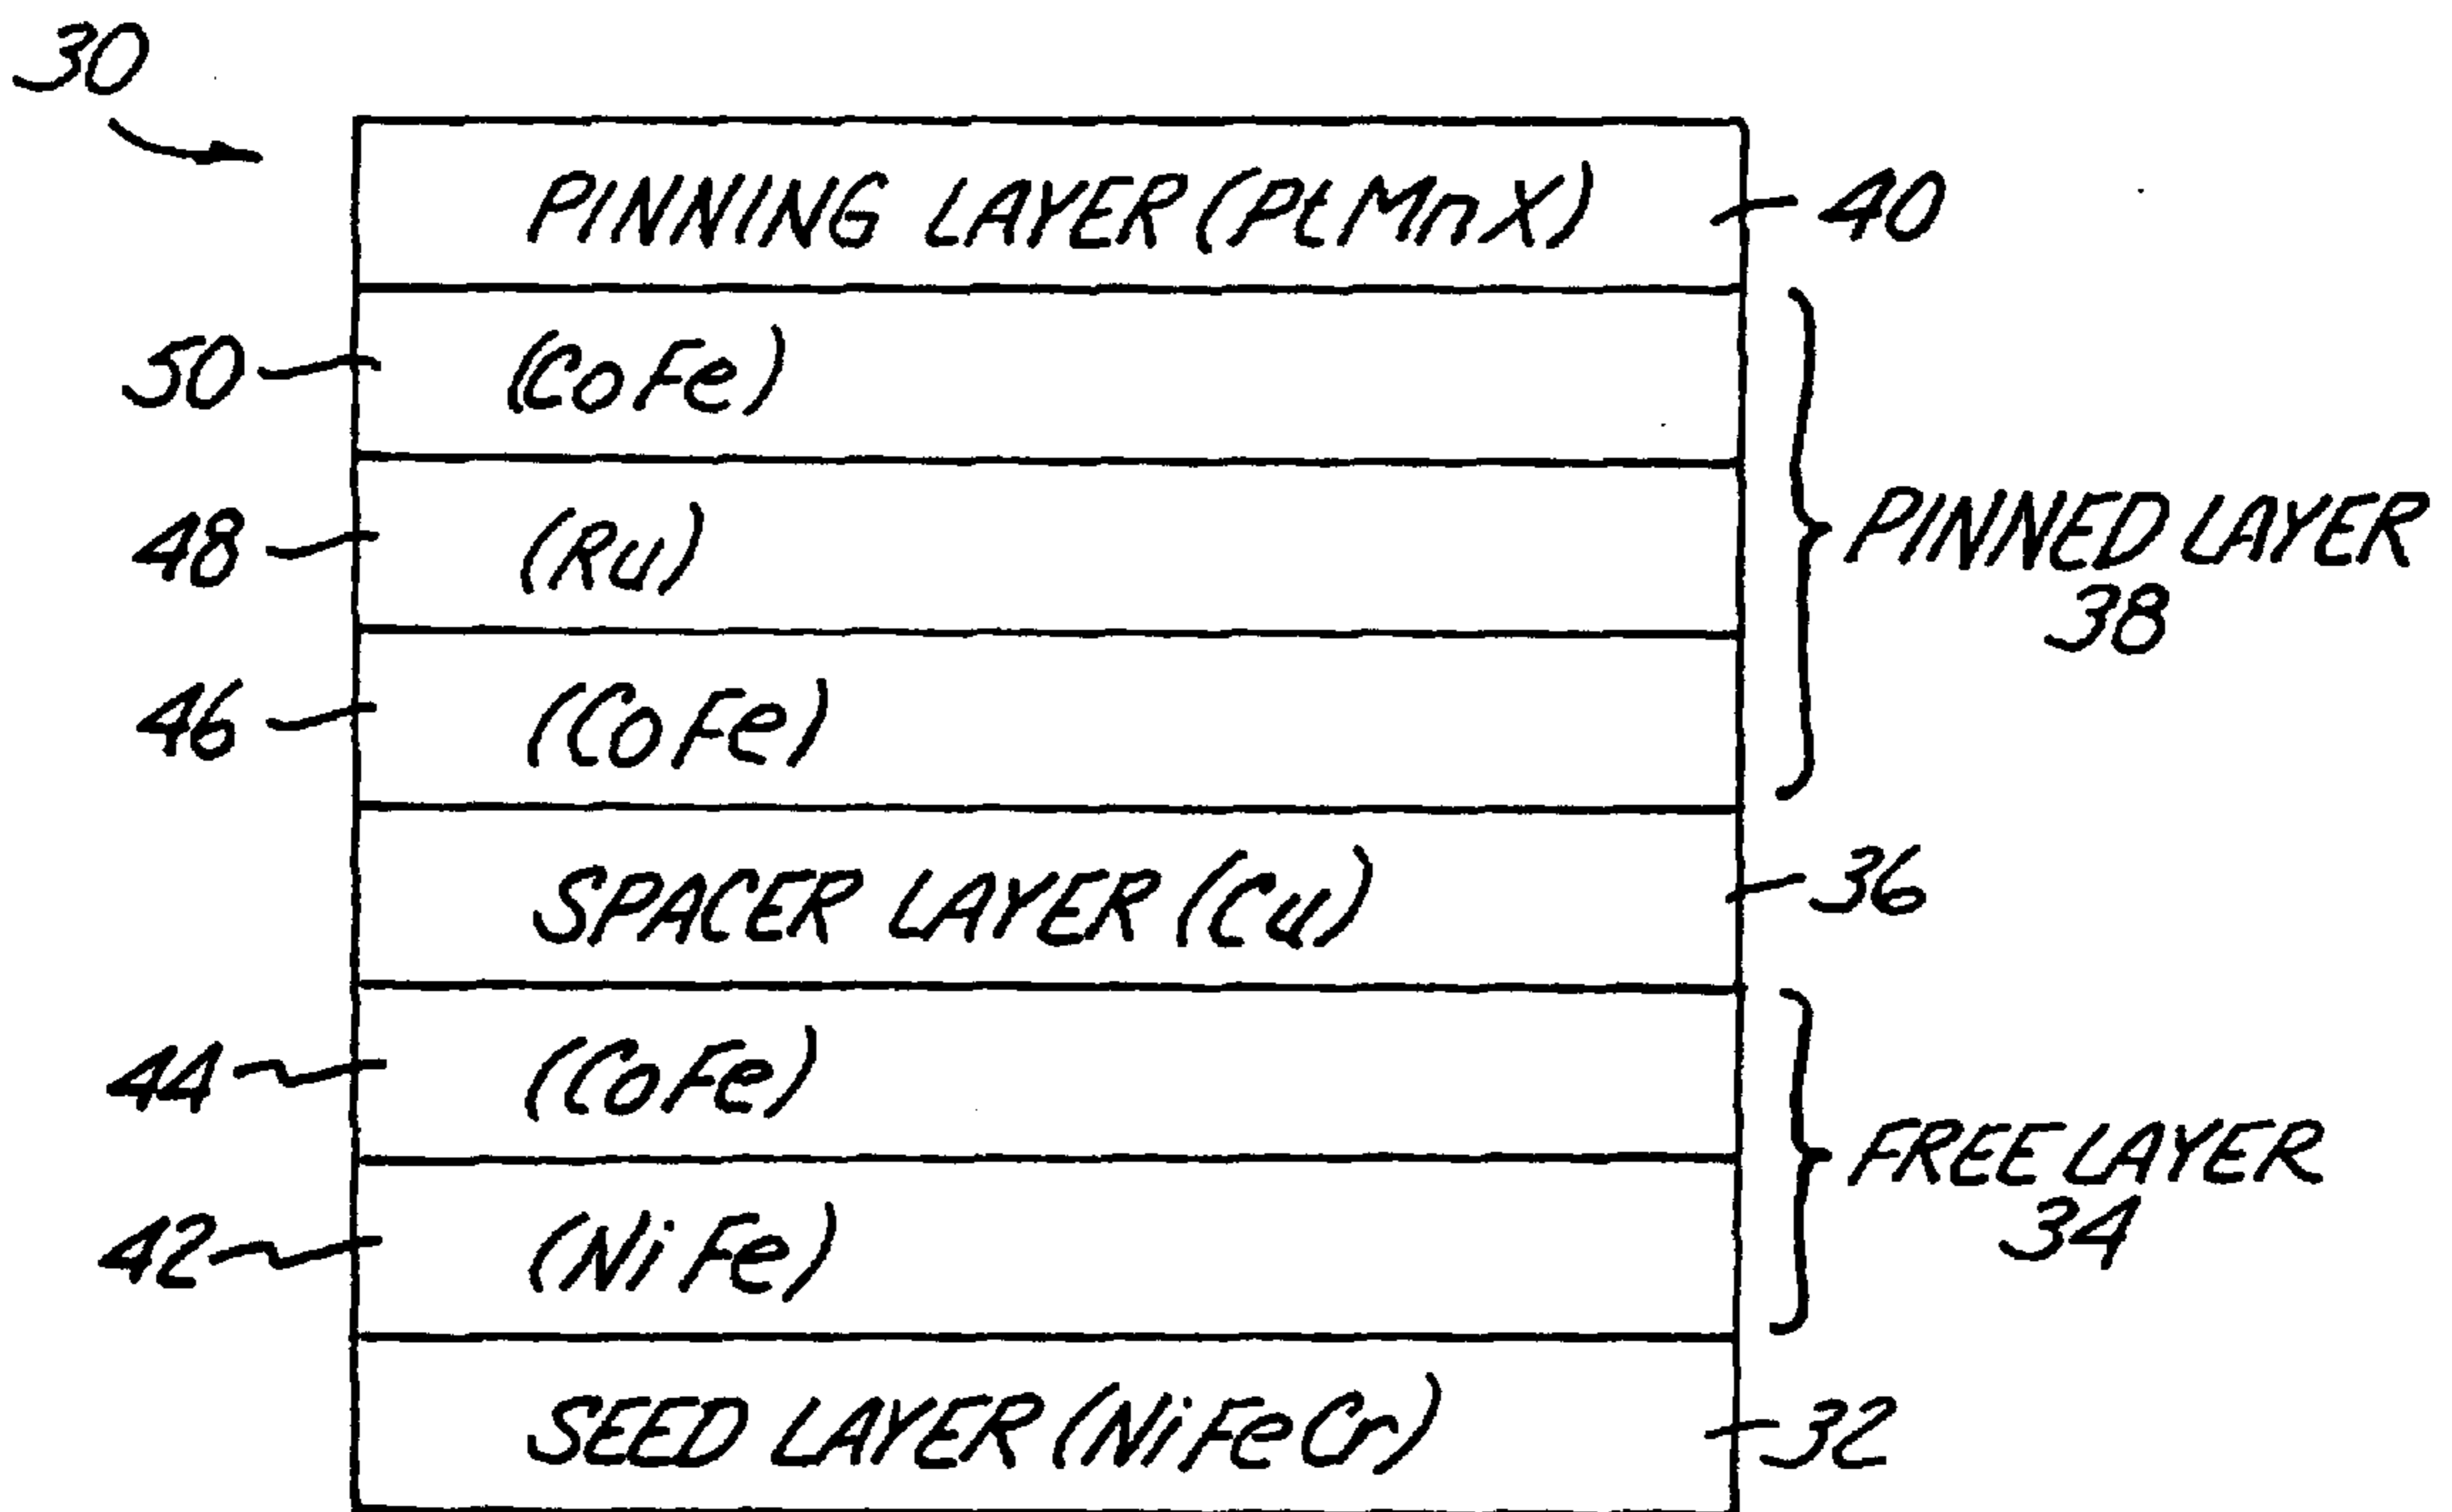 30
PINNING LAYER (PtMnX)
40
50
(CoFe)
48
(Ru)
PINNED LAYER
38
46
(CoFe)
SPACER LAYER (Cu)
36
44
(CoFe)
FREE LAYER
34
42
(NiFe)
SEED LAYER (NiFeCr)
32